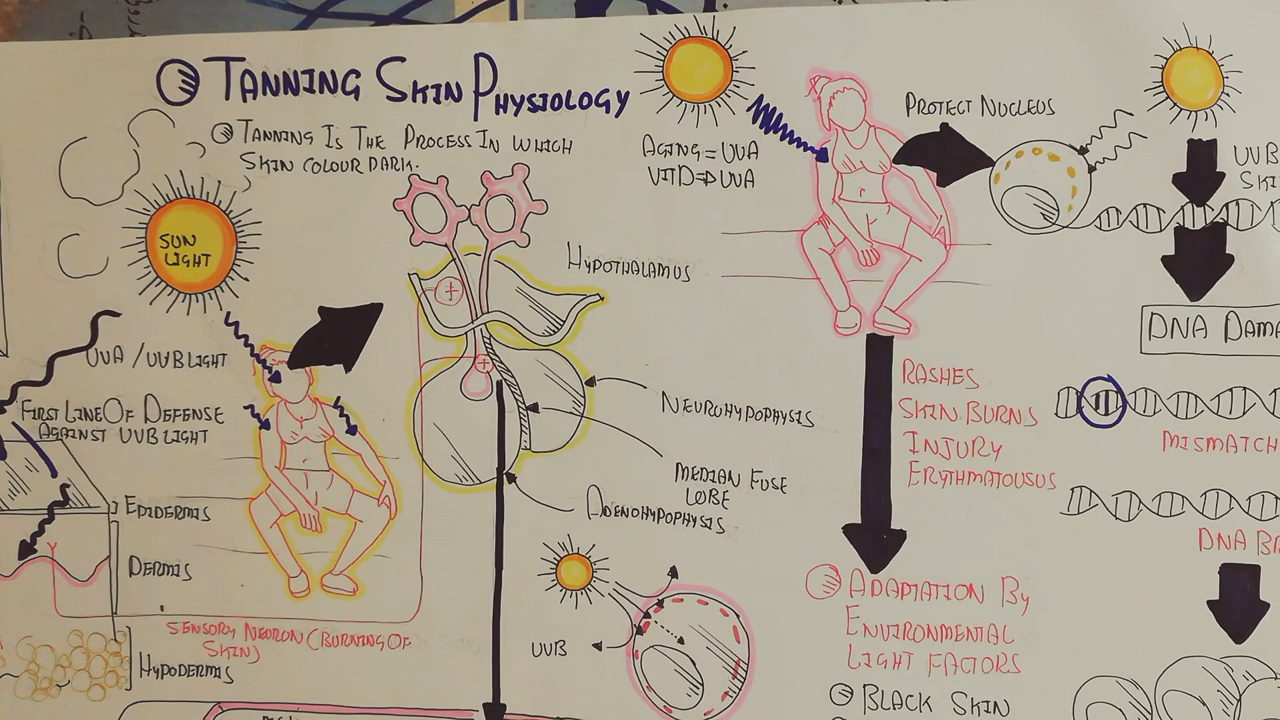 TANNING SKIN PHYSIOLOGY
TANNING IS THE PROCESS IN WHICH
SKIN COLOUR DARK.
SUN
LIGHT
UVA / UVB LIGHT
FIRST LINE OF DEFENSE
AGAINST UVB LIGHT
EPIDERMIS
DERMIS
SENSORY NEURON (BURNING OF
SKIN)
HYPODERMIS
HYPOTHALAMUS
NEUROHYPOPHYSIS
MEDIAN FUSE
LOBE
ADENOHYPOPHYSIS
UVB
AGING = UVA
VIT D => UVA
PROTECT NUCLEUS
RASHES
SKIN BURNS
INJURY
ERYTHMATOUSUS
ADAPTATION BY
ENVIRONMENTAL
LIGHT FACTORS
BLACK SKIN
UVB
SKI
DNA DAMA
MISMATCH
DNA BR